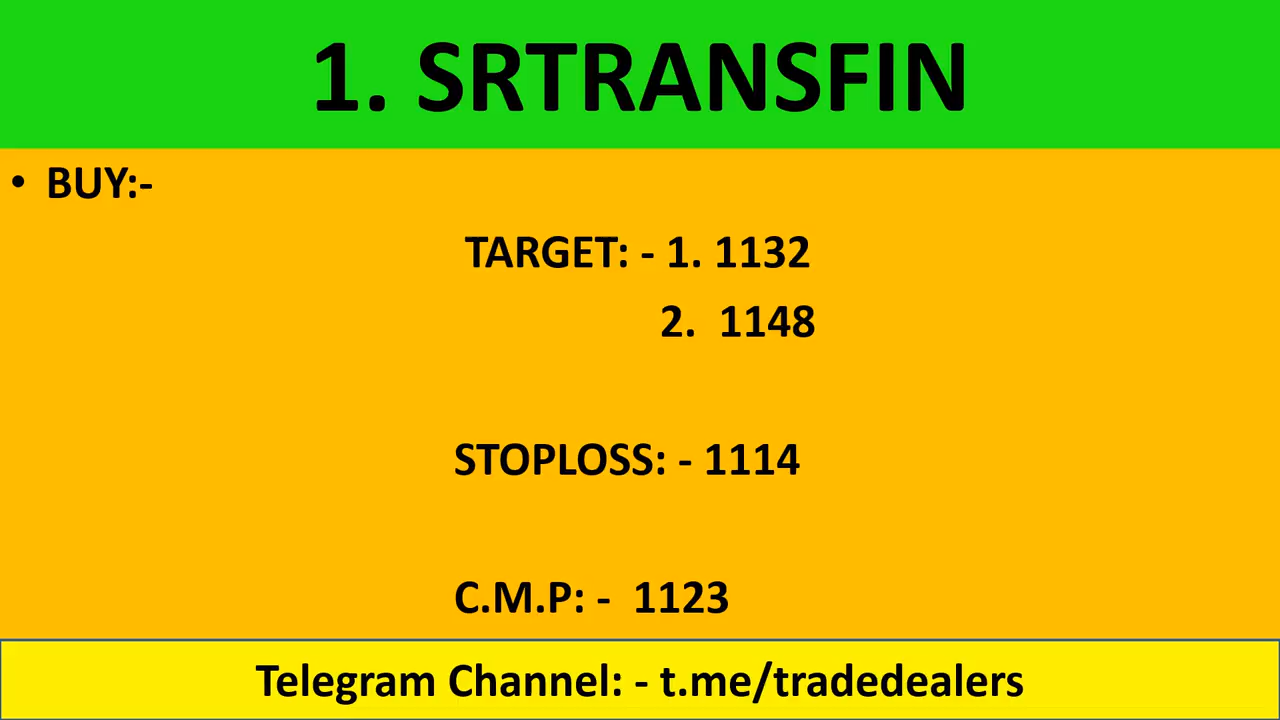 1. SRTRANSFIN
• BUY:-
TARGET: - 1. 1132
2. 1148
STOPLOSS: - 1114
C.M.P: - 1123
Telegram Channel: - t.me/tradedealers